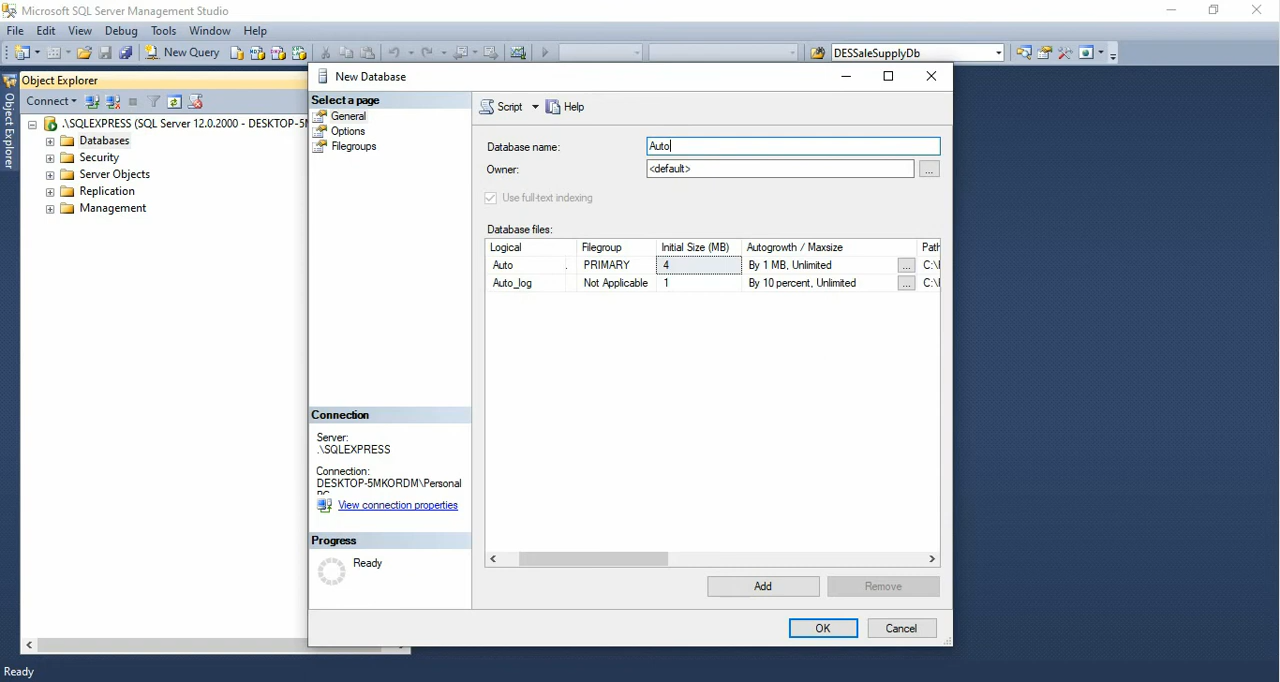 Microsoft SQL Server Management Studio
File Edit View Debug Tools Window Help
New Query DESSaleSupplyDb
Object Explorer
Object Explorer
Connect
.\SQLEXPRESS (SQL Server 12.0.2000 - DESKTOP-5M
Databases
Security
Server Objects
Replication
Management
New Database
Select a page
General
Options
Filegroups
Connection
Server:
.\SQLEXPRESS
Connection:
DESKTOP-5MKORDM\Personal
View connection properties
Progress
Ready
Script Help
Database name: Auto
Owner: <default> ...
Use full-text indexing
Database files:
Logical Filegroup Initial Size (MB) Autogrowth / Maxsize Path
Auto . PRIMARY 4 By 1 MB, Unlimited ... C:\
Auto_log Not Applicable 1 By 10 percent, Unlimited ... C:\
Add Remove
OK Cancel
Ready